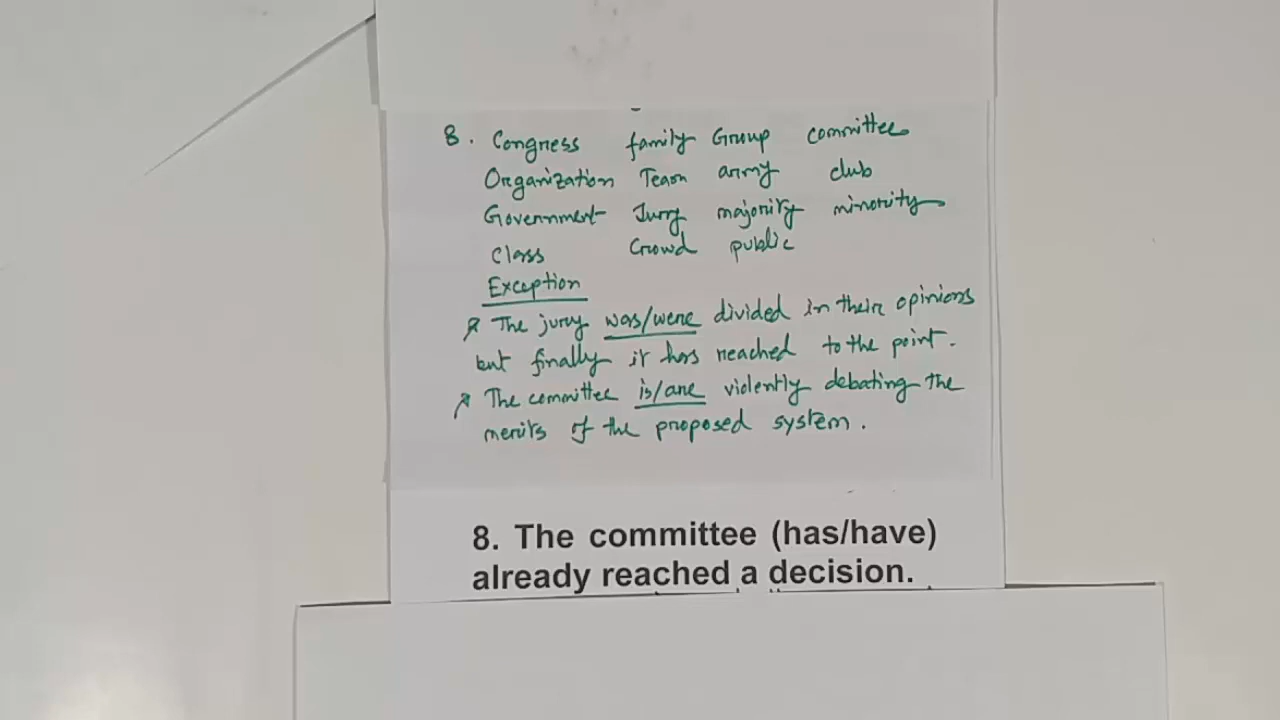 8. Congress family Group committee
Organization Team army club
Government Jury majority minority
Class Crowd public
Exception
The jury was/were divided in their opinions
but finally it has reached to the point.
The committee is/are violently debating the
merits of the proposed system.
8. The committee (has/have)
already reached a decision.